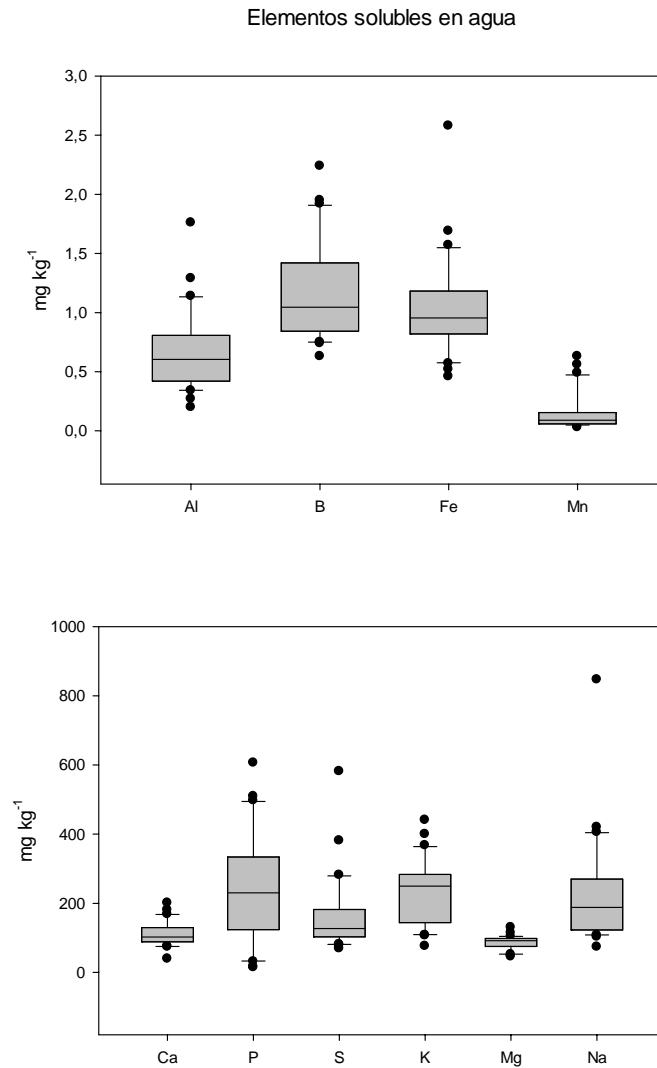 Elementos solubles en agua
3,0
2,5
2,0
1,5
1,0
0,5
0,0
mg kg⁻¹
Al B Fe Mn
1000
800
600
400
200
0
mg kg⁻¹
Ca P S K Mg Na